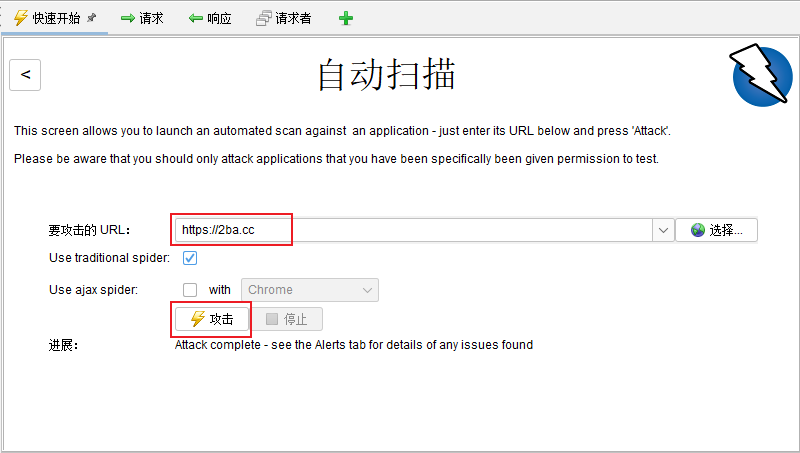 快速开始 请求 响应 请求者
< 自动扫描
This screen allows you to launch an automated scan against  an application - just enter its URL below and press 'Attack'.
Please be aware that you should only attack applications that you have been specifically been given permission to test.
要攻击的 URL： https://2ba.cc 选择...
Use traditional spider:
Use ajax spider: with Chrome
攻击 停止
进展： Attack complete - see the Alerts tab for details of any issues found